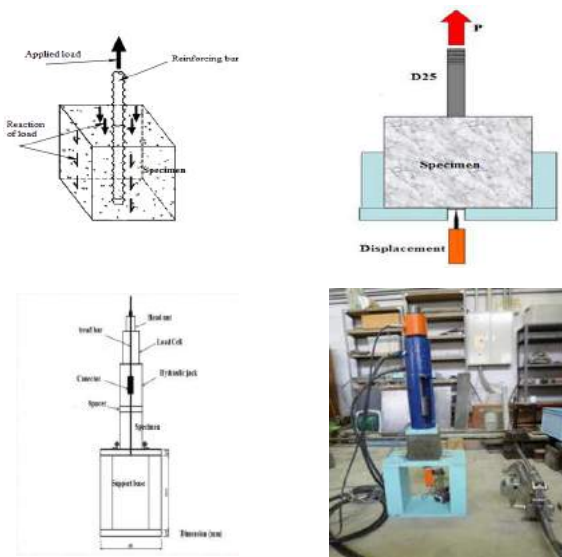 Applied load
Reinforcing bar
Reaction
of load
Specimen
P
D25
Specimen
Displacement
Head nut
Load Cell
Hydraulic jack
Spacer
Specimen
Support base
Dimension (mm)